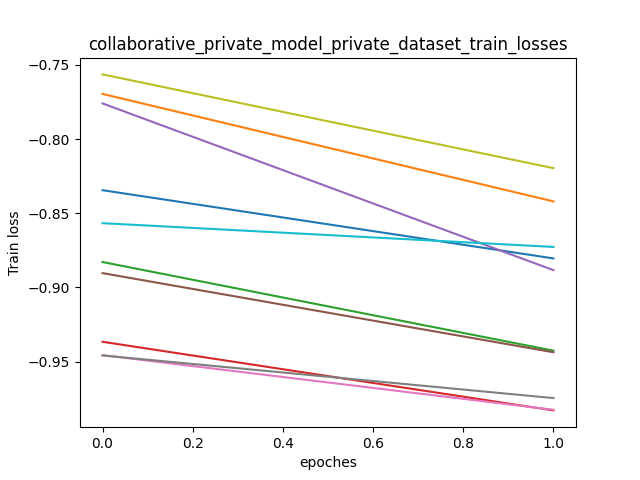 collaborative_private_model_private_dataset_train_losses
−0.75
−0.80
−0.85
−0.90
−0.95
Train loss
0.0 0.2 0.4 0.6 0.8 1.0
epoches